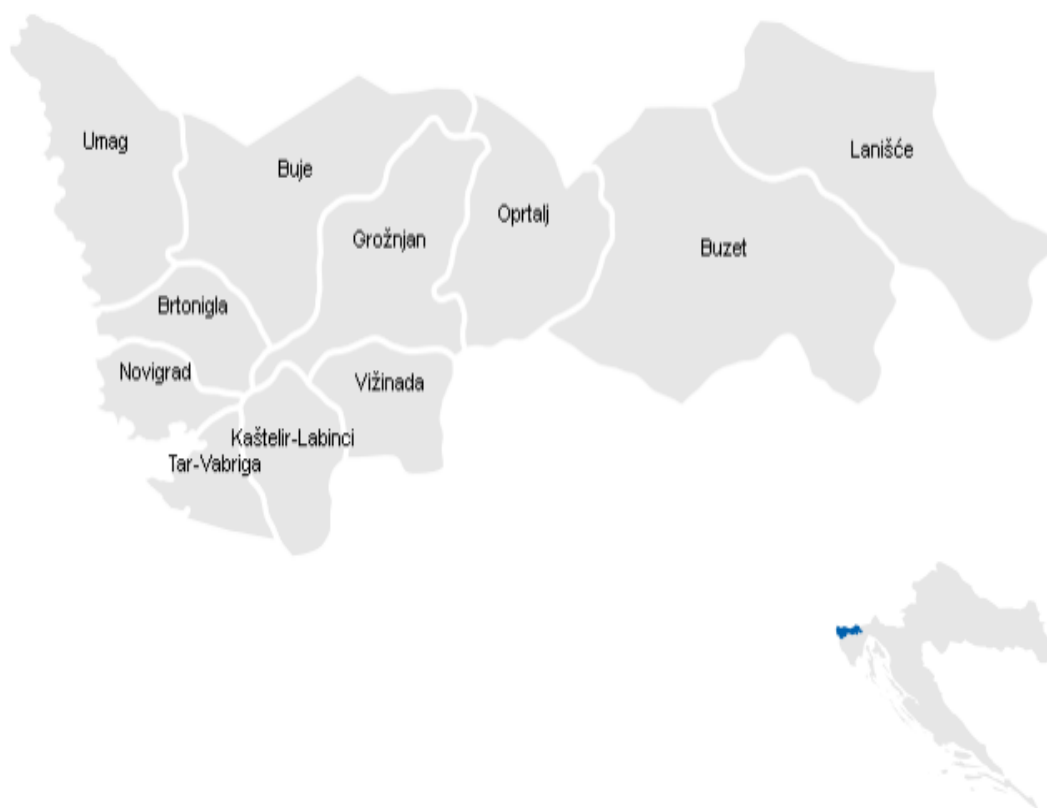 Umag
Buje
Lanišće
Oprtalj
Grožnjan
Buzet
Brtonigla
Novigrad
Vižinada
Kaštelir-Labinci
Tar-Vabriga